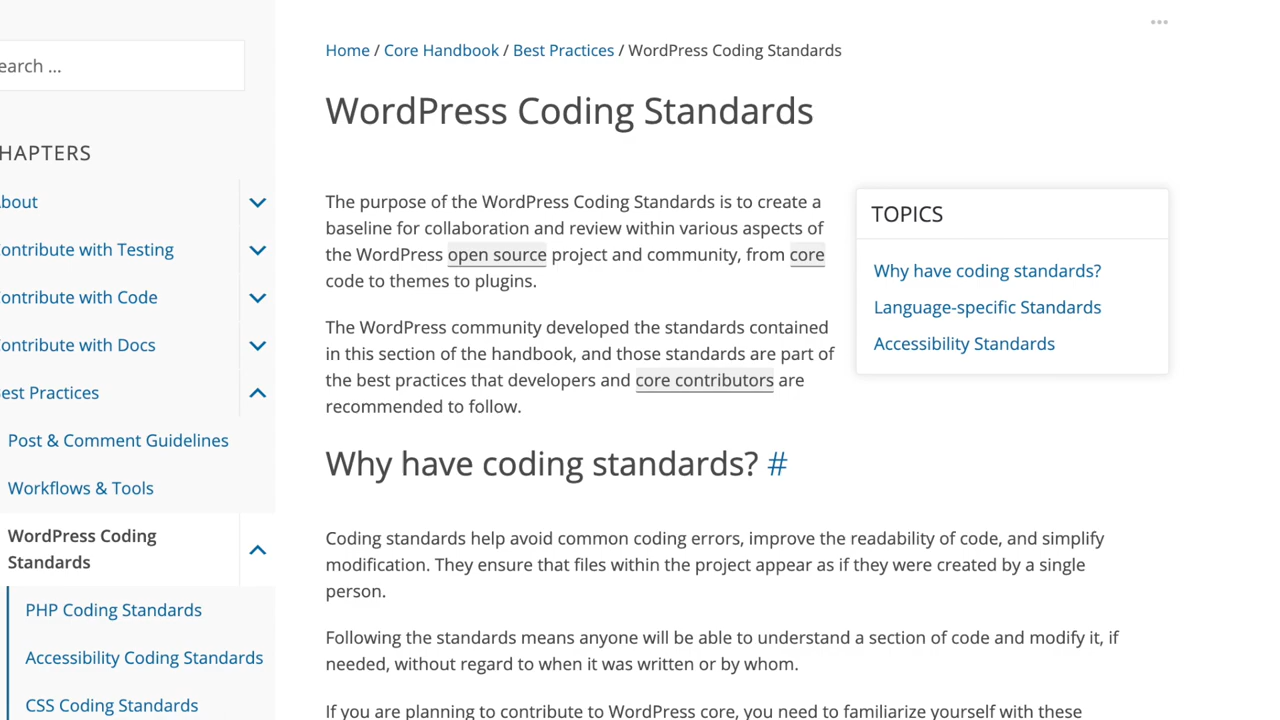 Home / Core Handbook / Best Practices / WordPress Coding Standards
earch ...
WordPress Coding Standards
HAPTERS
bout
ontribute with Testing
ontribute with Code
ontribute with Docs
est Practices
Post & Comment Guidelines
Workflows & Tools
WordPress Coding
Standards
PHP Coding Standards
Accessibility Coding Standards
CSS Coding Standards
The purpose of the WordPress Coding Standards is to create a
baseline for collaboration and review within various aspects of
the WordPress open source project and community, from core
code to themes to plugins.
The WordPress community developed the standards contained
in this section of the handbook, and those standards are part of
the best practices that developers and core contributors are
recommended to follow.
TOPICS
Why have coding standards?
Language-specific Standards
Accessibility Standards
Why have coding standards? #
Coding standards help avoid common coding errors, improve the readability of code, and simplify
modification. They ensure that files within the project appear as if they were created by a single
person.
Following the standards means anyone will be able to understand a section of code and modify it, if
needed, without regard to when it was written or by whom.
If you are planning to contribute to WordPress core, you need to familiarize yourself with these